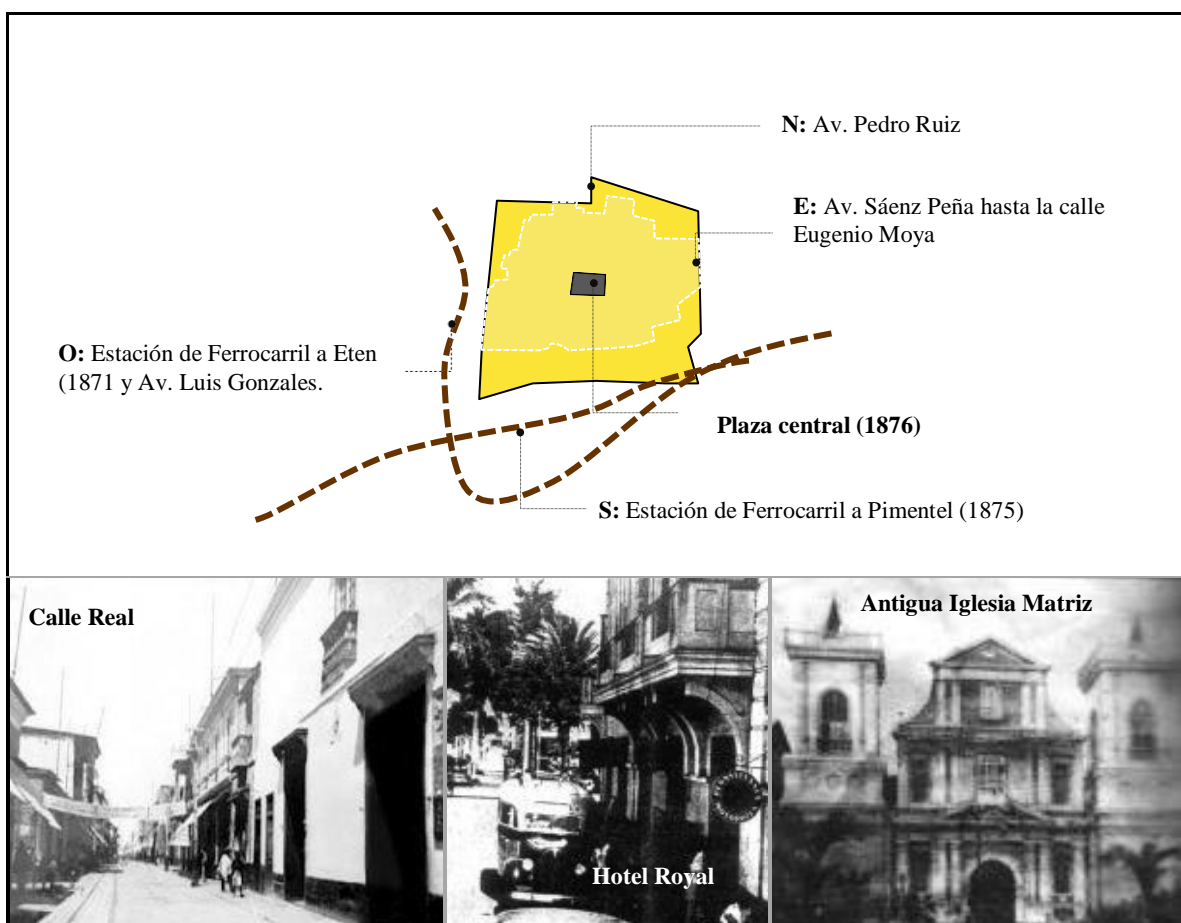 N: Av. Pedro Ruiz
E: Av. Sáenz Peña hasta la calle
Eugenio Moya
O: Estación de Ferrocarril a Eten
(1871 y Av. Luis Gonzales.
Plaza central (1876)
S: Estación de Ferrocarril a Pimentel (1875)
Calle Real
Hotel Royal
Antigua Iglesia Matriz